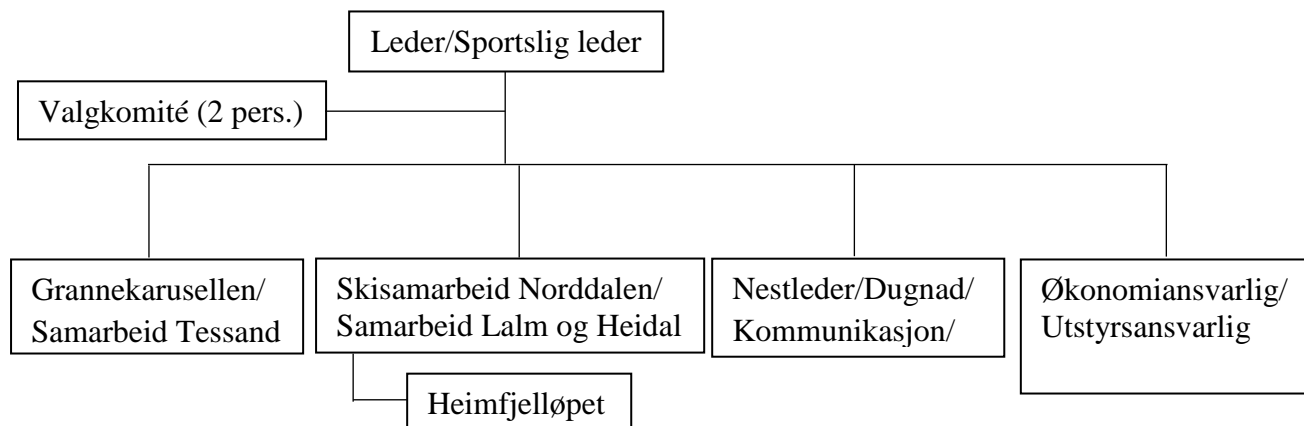 Leder/Sportslig leder
Valgkomité (2 pers.)
Grannekarusellen/
Samarbeid Tessand
Skisamarbeid Norddalen/
Samarbeid Lalm og Heidal
Nestleder/Dugnad/
Kommunikasjon/
Økonomiansvarlig/
Utstyrsansvarlig
Heimfjelløpet